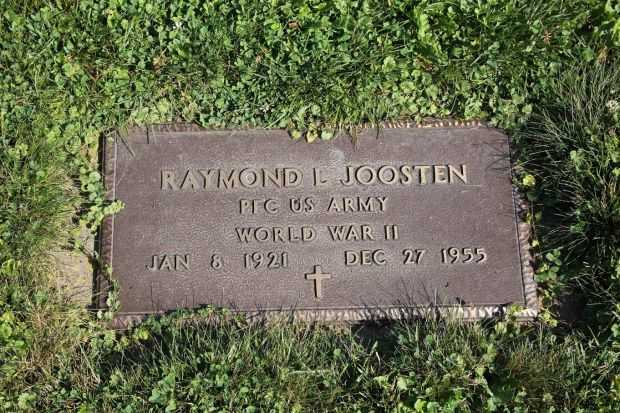 RAYMOND L JOOSTEN
PFC US ARMY
WORLD WAR II
JAN 8 1921 DEC 27 1955